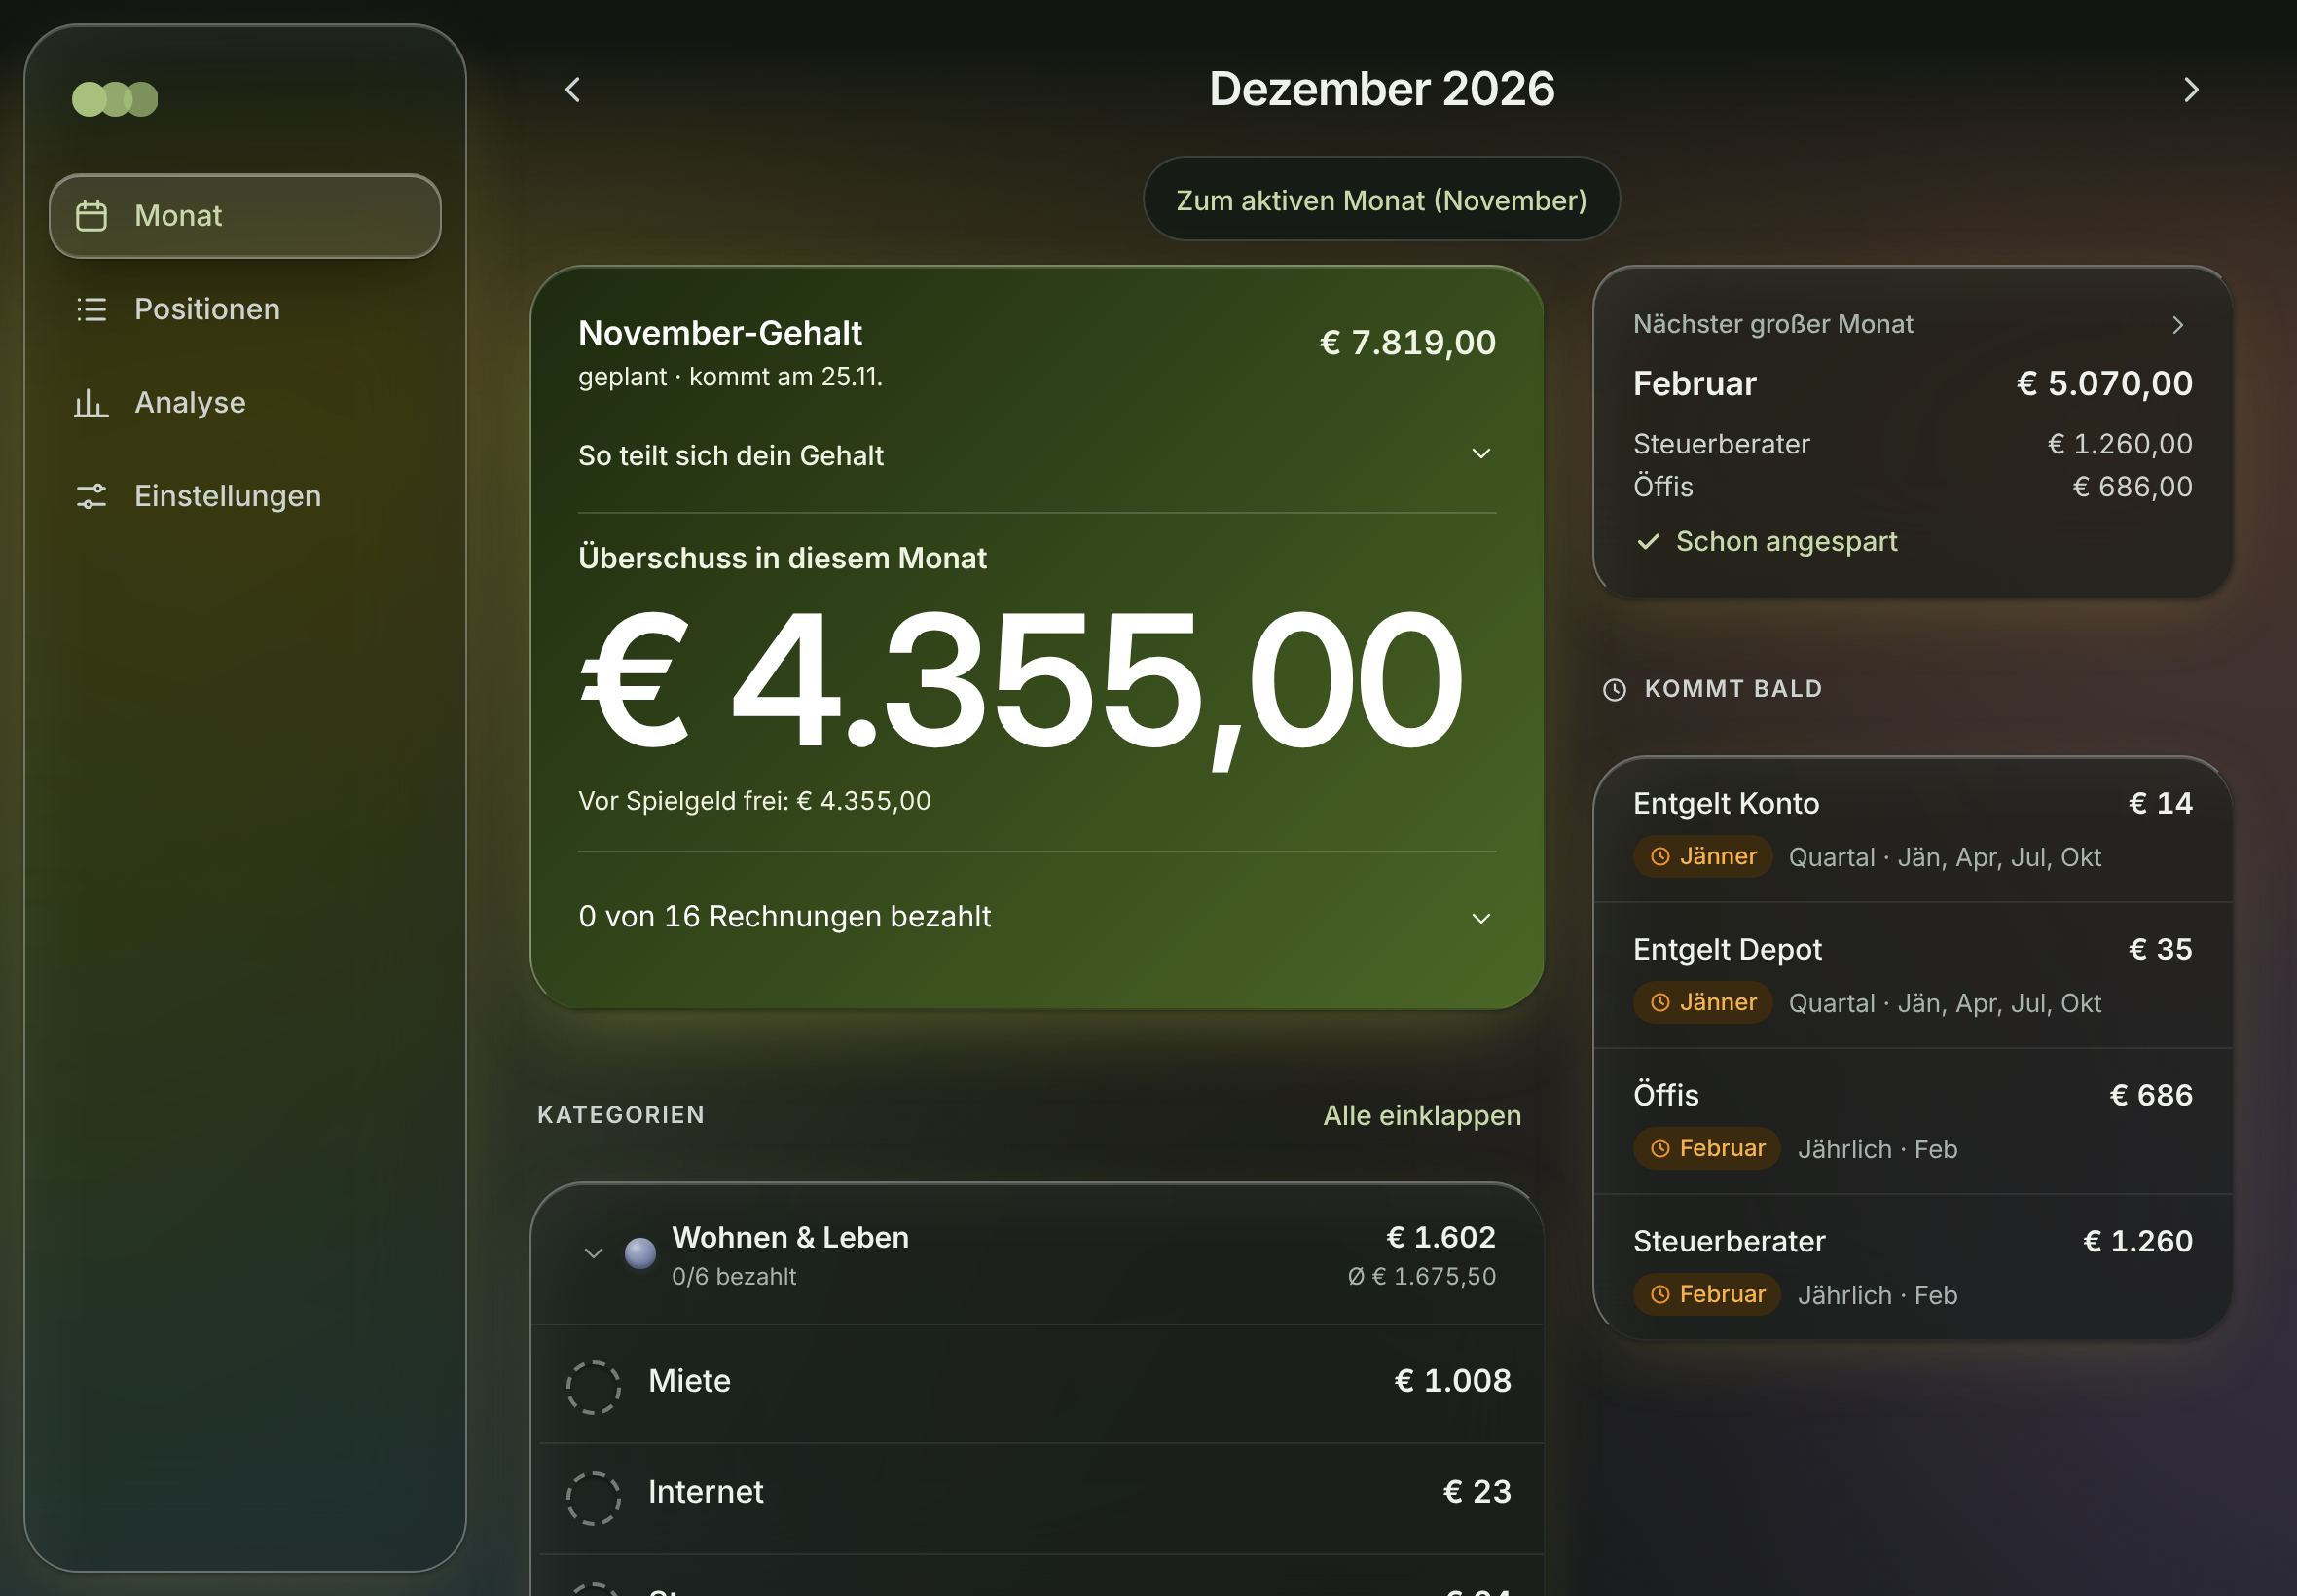 Monat
Positionen
Analyse
Einstellungen
Dezember 2026
Zum aktiven Monat (November)
November-Gehalt
€ 7.819,00
geplant · kommt am 25.11.
So teilt sich dein Gehalt
Überschuss in diesem Monat
€ 4.355,00
Vor Spielgeld frei: € 4.355,00
0 von 16 Rechnungen bezahlt
KATEGORIEN
Alle einklappen
Wohnen & Leben
€ 1.602
0/6 bezahlt
Ø € 1.675,50
Miete
€ 1.008
Internet
€ 23
Nächster großer Monat
Februar
€ 5.070,00
Steuerberater
€ 1.260,00
Öffis
€ 686,00
Schon angespart
KOMMT BALD
Entgelt Konto
€ 14
Jänner
Quartal · Jän, Apr, Jul, Okt
Entgelt Depot
€ 35
Jänner
Quartal · Jän, Apr, Jul, Okt
Öffis
€ 686
Februar
Jährlich · Feb
Steuerberater
€ 1.260
Februar
Jährlich · Feb